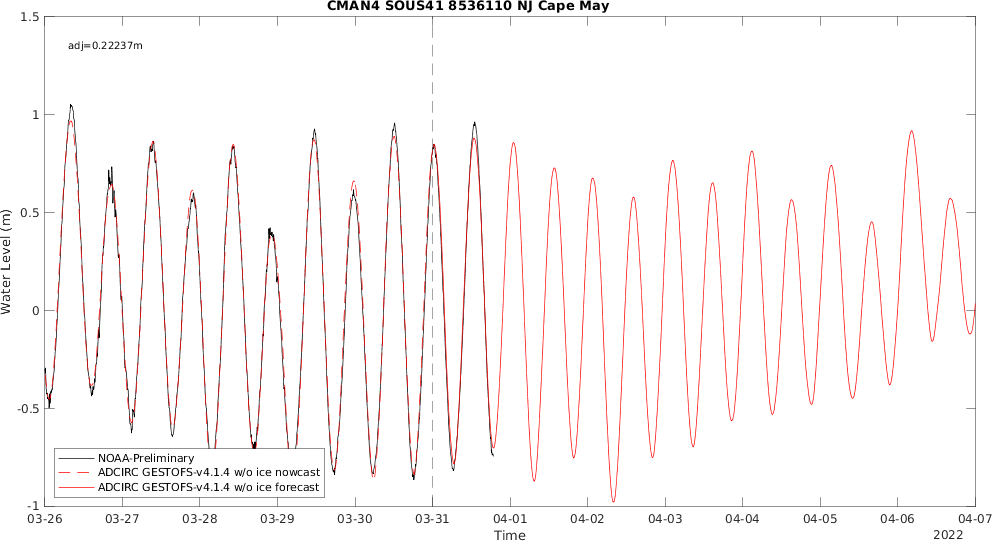 CMAN4 SOUS41 8536110 NJ Cape May
adj=0.22237m
1.5
1
0.5
0
-0.5
-1
Water Level (m)
NOAA-Preliminary
ADCIRC GESTOFS-v4.1.4 w/o ice nowcast
ADCIRC GESTOFS-v4.1.4 w/o ice forecast
03-26 03-27 03-28 03-29 03-30 03-31 04-01 04-02 04-03 04-04 04-05 04-06 04-07
Time
2022